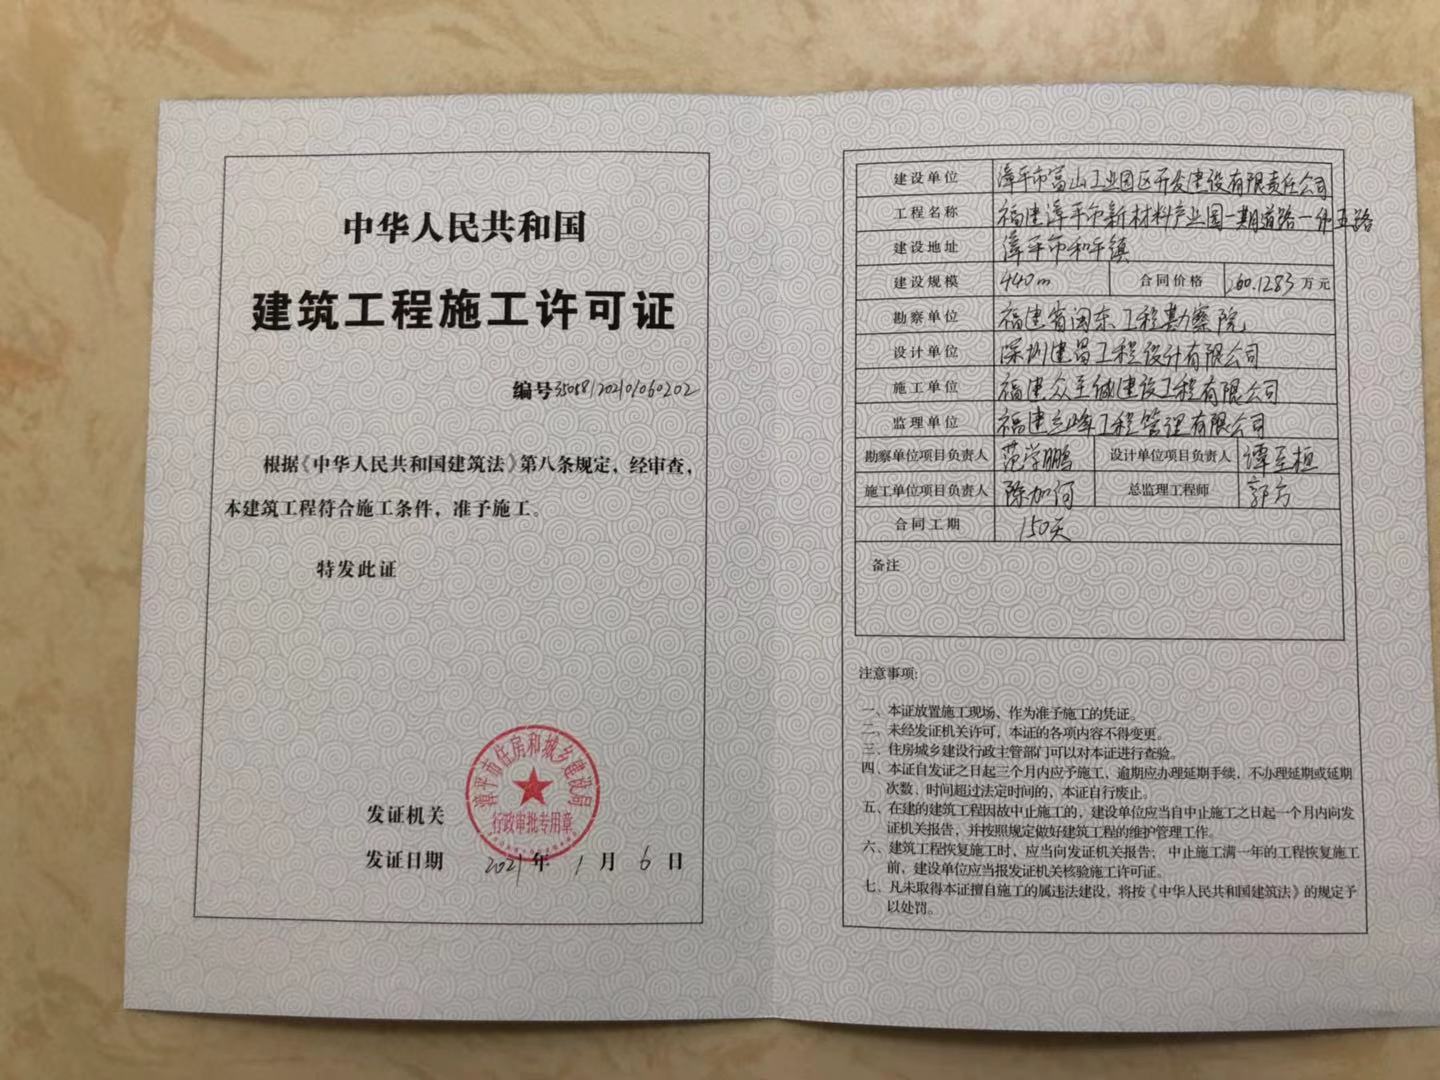 中华人民共和国
建筑工程施工许可证
编号350581202101060202
根据《中华人民共和国建筑法》第八条规定，经审查，
本建筑工程符合施工条件，准予施工。
特发此证
漳平市住房和城乡建设局
行政审批专用章
发证机关
发证日期 2021年1月6日
建设单位 漳平市富山工业园区开发建设有限责任公司
工程名称 福建漳平市新材料产业园一期道路一纬五路
建设地址 漳平市和平镇
建设规模 440m 合同价格 260.1283万元
勘察单位 福建省闽东工程勘察院
设计单位 深圳建昌工程设计有限公司
施工单位 福建众至诚建设工程有限公司
监理单位 福建立峰工程管理有限公司
勘察单位项目负责人 范学鹏 设计单位项目负责人 谭至桓
施工单位项目负责人 陈加何 总监理工程师 郭方
合同工期 150天
备注
注意事项:
一、本证放置施工现场、作为准予施工的凭证。
二、未经发证机关许可，本证的各项内容不得变更。
三、住房城乡建设行政主管部门可以对本证进行查验。
四、本证自发证之日起三个月内应予施工，逾期应办理延期手续，不办理延期或延期
次数、时间超过法定时间的，本证自行废止。
五、在建的建筑工程因故中止施工的，建设单位应当自中止施工之日起一个月内向发
证机关报告，并按照规定做好建筑工程的维护管理工作。
六、建筑工程恢复施工时，应当向发证机关报告；中止施工满一年的工程恢复施工
前，建设单位应当报发证机关核验施工许可证。
七、凡未取得本证擅自施工的属违法建设，将按《中华人民共和国建筑法》的规定予
以处罚。